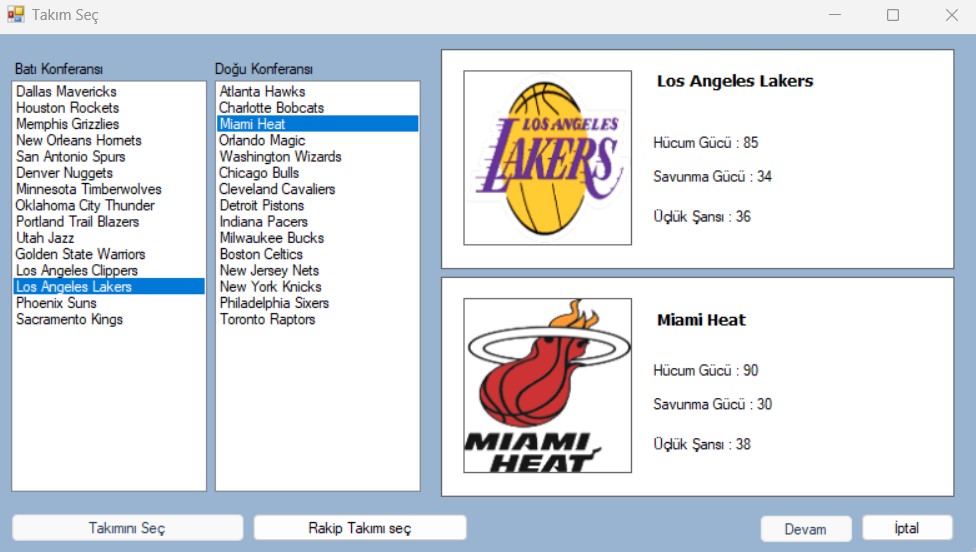 Takım Seç
Batı Konferansı
Dallas Mavericks
Houston Rockets
Memphis Grizzlies
New Orleans Hornets
San Antonio Spurs
Denver Nuggets
Minnesota Timberwolves
Oklahoma City Thunder
Portland Trail Blazers
Utah Jazz
Golden State Warriors
Los Angeles Clippers
Los Angeles Lakers
Phoenix Suns
Sacramento Kings
Doğu Konferansı
Atlanta Hawks
Charlotte Bobcats
Miami Heat
Orlando Magic
Washington Wizards
Chicago Bulls
Cleveland Cavaliers
Detroit Pistons
Indiana Pacers
Milwaukee Bucks
Boston Celtics
New Jersey Nets
New York Knicks
Philadelphia Sixers
Toronto Raptors
LOS ANGELES
LAKERS
Los Angeles Lakers
Hücum Gücü : 85
Savunma Gücü : 34
Üçlük Şansı : 36
MIAMI
HEAT
Miami Heat
Hücum Gücü : 90
Savunma Gücü : 30
Üçlük Şansı : 38
Takımını Seç
Rakip Takımı seç
Devam
İptal